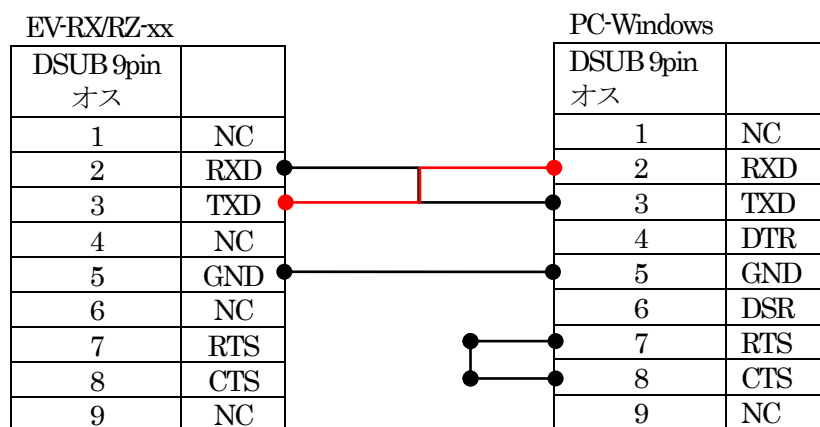 EV-RX/RZ-xx
DSUB 9pin
オス
1 NC
2 RXD
3 TXD
4 NC
5 GND
6 NC
7 RTS
8 CTS
9 NC
PC-Windows
DSUB 9pin
オス
1 NC
2 RXD
3 TXD
4 DTR
5 GND
6 DSR
7 RTS
8 CTS
9 NC